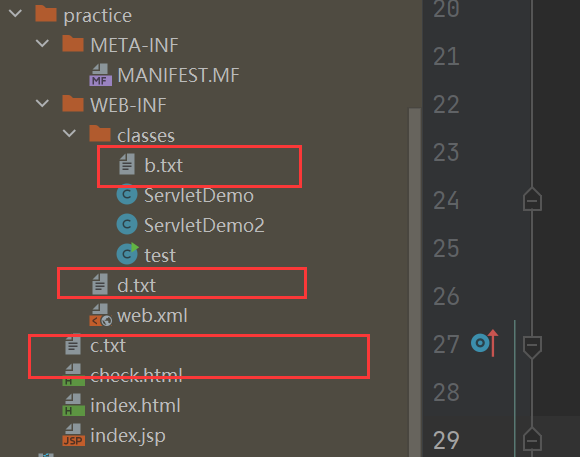 practice
META-INF
MF MANIFEST.MF
WEB-INF
classes
b.txt
C ServletDemo
C ServletDemo2
C test
d.txt
web.xml
c.txt
H check.html
H index.html
JSP index.jsp
20
21
22
23
24
25
26
27
28
29